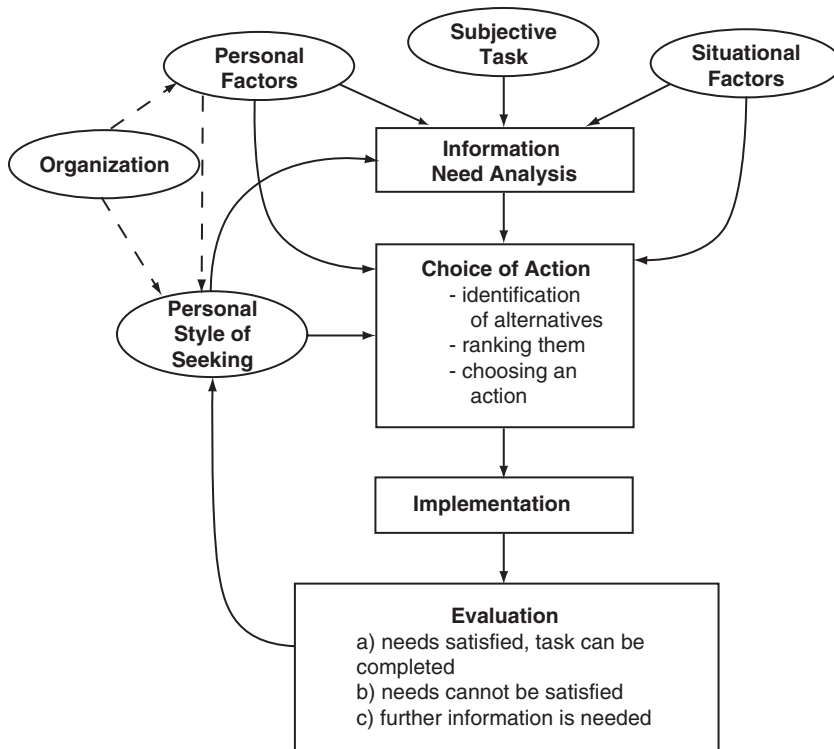 Personal
Factors
Subjective
Task
Situational
Factors
Organization
Information
Need Analysis
Choice of Action
- identification
of alternatives
- ranking them
- choosing an
action
Personal
Style of
Seeking
Implementation
Evaluation
a) needs satisfied, task can be
completed
b) needs cannot be satisfied
c) further information is needed